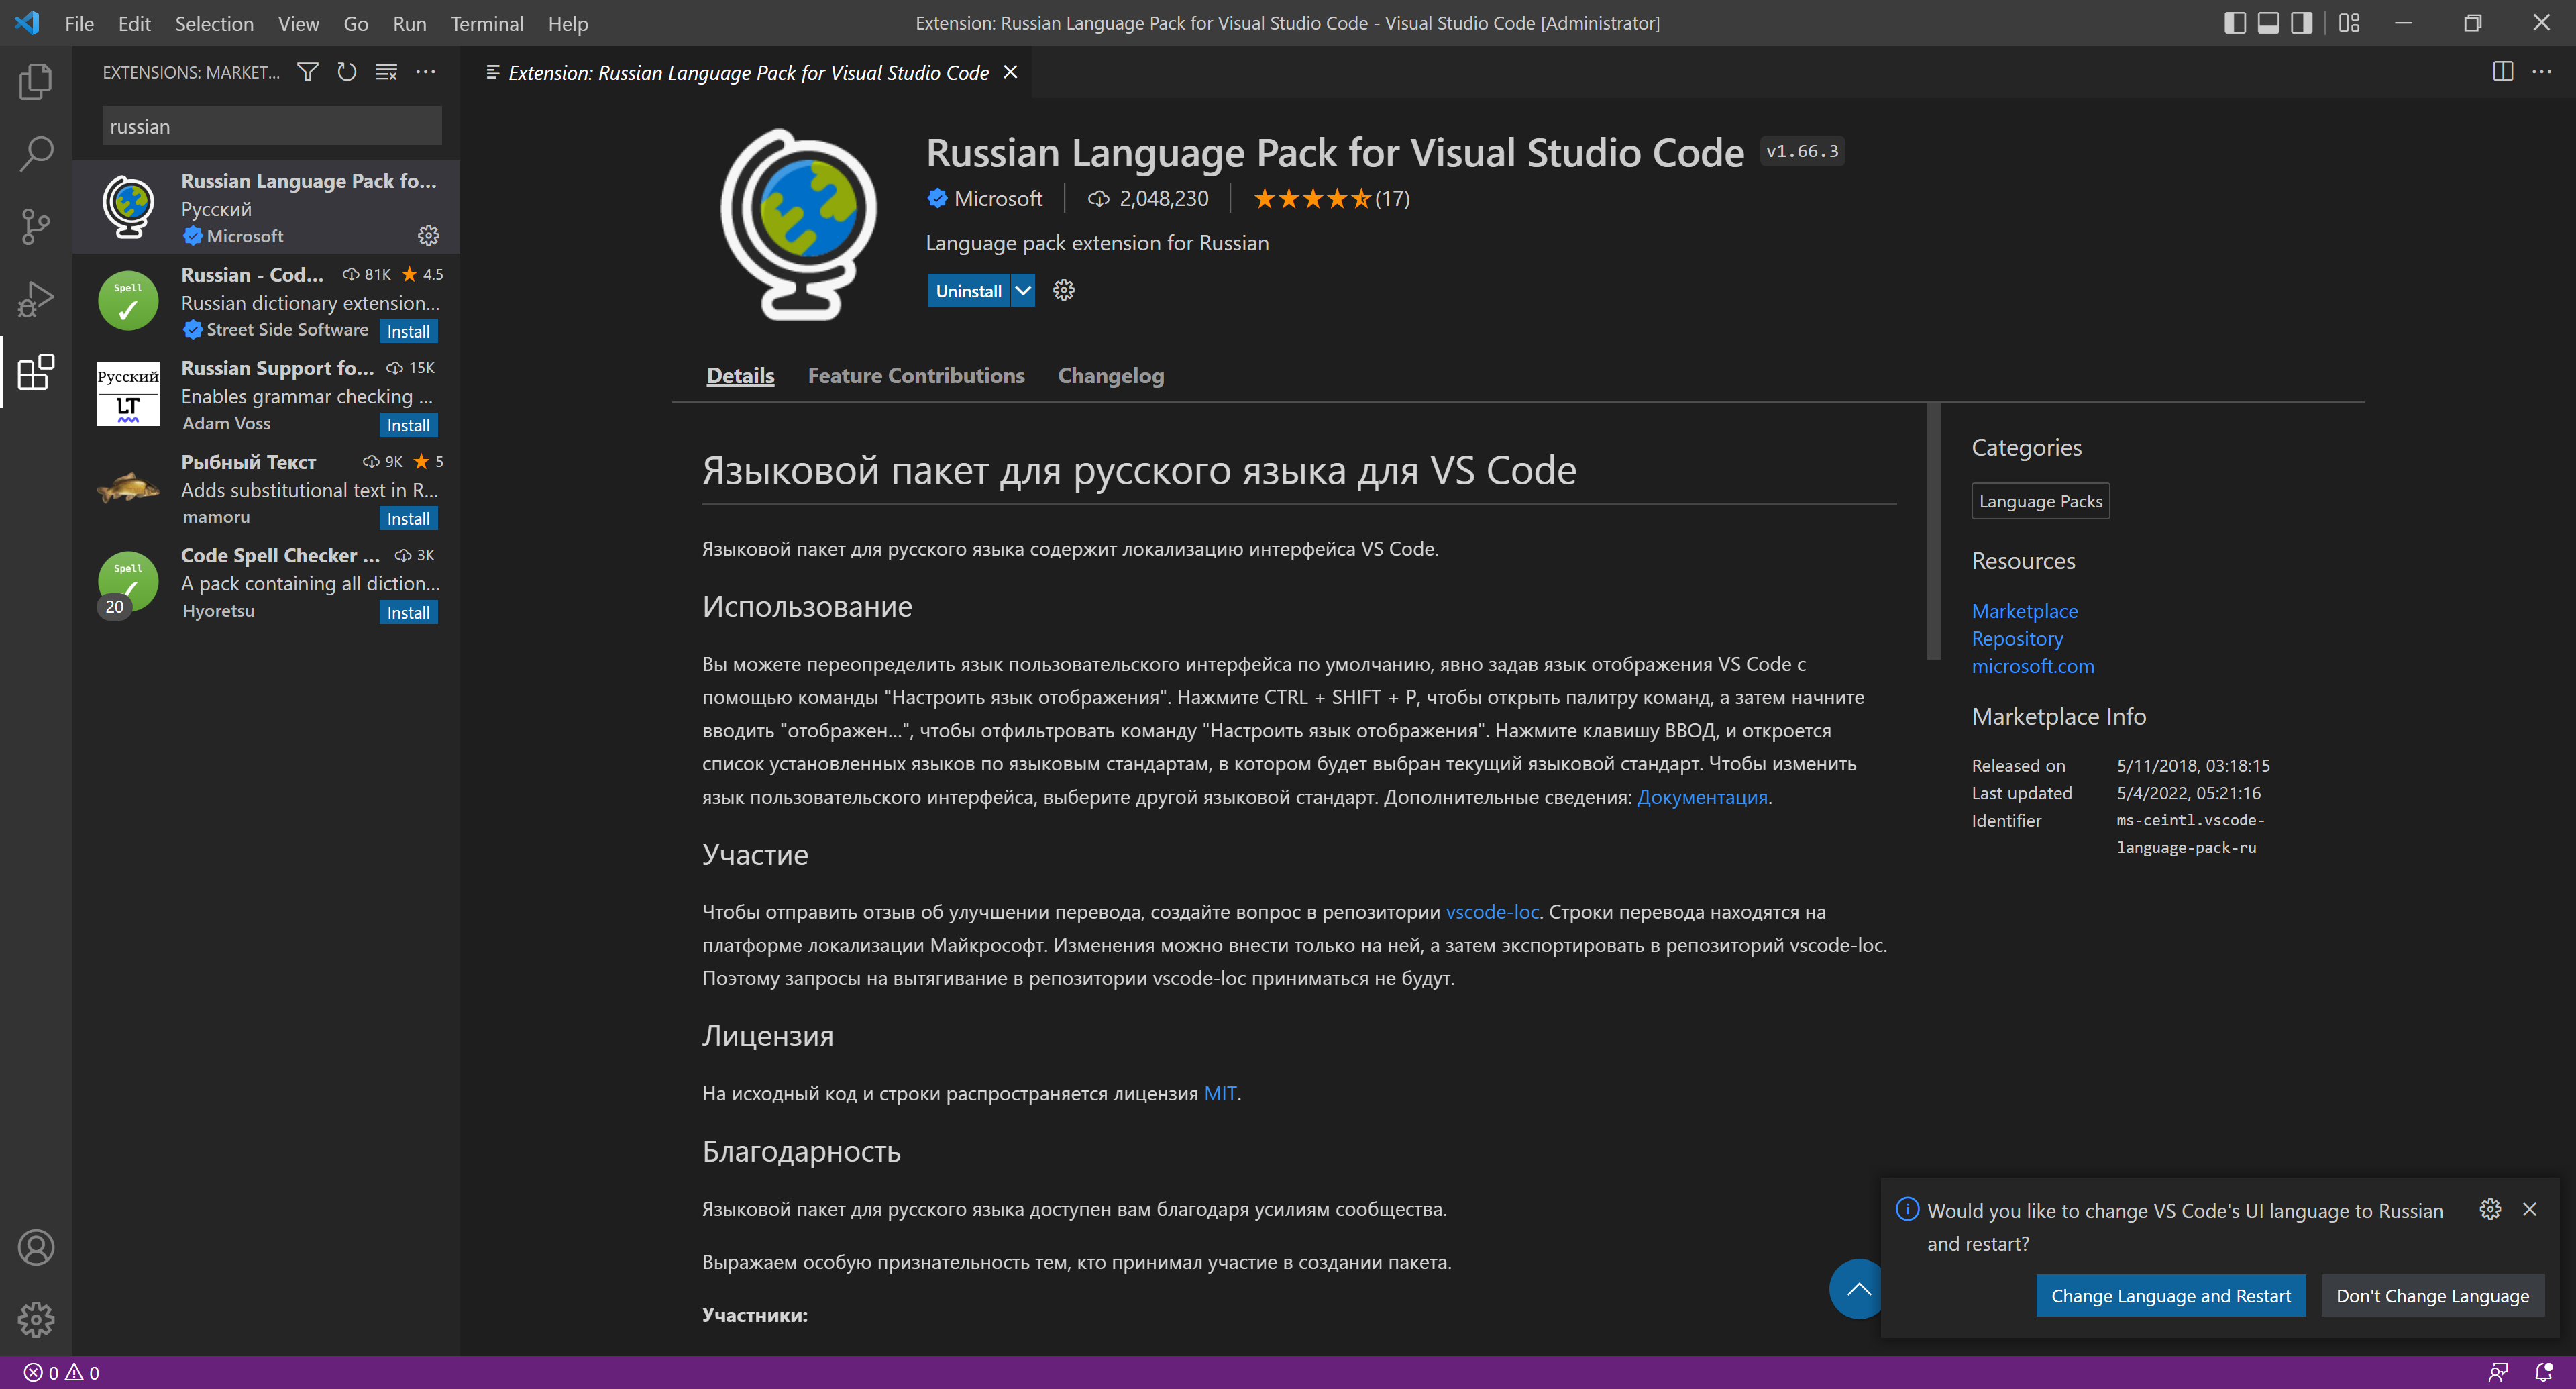 File Edit Selection View Go Run Terminal Help
Extension: Russian Language Pack for Visual Studio Code - Visual Studio Code [Administrator]
EXTENSIONS: MARKET...
russian
Russian Language Pack fo...
Русский
Microsoft
Spell
Russian - Cod... 81K 4.5
Russian dictionary extension...
Street Side Software Install
Русский
LT
Russian Support fo... 15K
Enables grammar checking ...
Adam Voss Install
Рыбный Текст 9K 5
Adds substitutional text in R...
mamoru Install
Spell
20
Code Spell Checker ... 3K
A pack containing all diction...
Hyoretsu Install
Extension: Russian Language Pack for Visual Studio Code
Russian Language Pack for Visual Studio Code v1.66.3
Microsoft 2,048,230 (17)
Language pack extension for Russian
Uninstall
Details Feature Contributions Changelog
Языковой пакет для русского языка для VS Code
Языковой пакет для русского языка содержит локализацию интерфейса VS Code.
Использование
Вы можете переопределить язык пользовательского интерфейса по умолчанию, явно задав язык отображения VS Code с
помощью команды "Настроить язык отображения". Нажмите CTRL + SHIFT + P, чтобы открыть палитру команд, а затем начните
вводить "отображен...", чтобы отфильтровать команду "Настроить язык отображения". Нажмите клавишу ВВОД, и откроется
список установленных языков по языковым стандартам, в котором будет выбран текущий языковой стандарт. Чтобы изменить
язык пользовательского интерфейса, выберите другой языковой стандарт. Дополнительные сведения: Документация.
Участие
Чтобы отправить отзыв об улучшении перевода, создайте вопрос в репозитории vscode-loc. Строки перевода находятся на
платформе локализации Майкрософт. Изменения можно внести только на ней, а затем экспортировать в репозиторий vscode-loc.
Поэтому запросы на вытягивание в репозитории vscode-loc приниматься не будут.
Лицензия
На исходный код и строки распространяется лицензия MIT.
Благодарность
Языковой пакет для русского языка доступен вам благодаря усилиям сообщества.
Выражаем особую признательность тем, кто принимал участие в создании пакета.
Участники:
Categories
Language Packs
Resources
Marketplace
Repository
microsoft.com
Marketplace Info
Released on 5/11/2018, 03:18:15
Last updated 5/4/2022, 05:21:16
Identifier ms-ceintl.vscode-
language-pack-ru
Would you like to change VS Code's UI language to Russian
and restart?
Change Language and Restart Don't Change Language
0 0